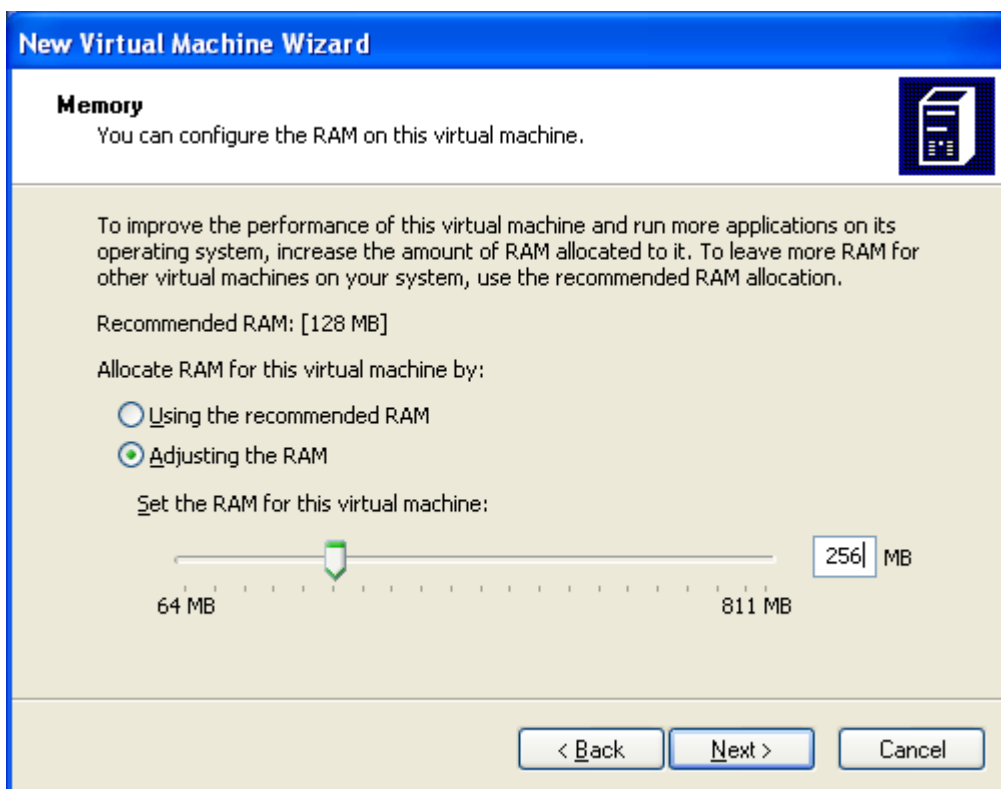 New Virtual Machine Wizard
Memory
You can configure the RAM on this virtual machine.
To improve the performance of this virtual machine and run more applications on its
operating system, increase the amount of RAM allocated to it. To leave more RAM for
other virtual machines on your system, use the recommended RAM allocation.
Recommended RAM: [128 MB]
Allocate RAM for this virtual machine by:
Using the recommended RAM
Adjusting the RAM
Set the RAM for this virtual machine:
256 MB
64 MB 811 MB
< Back Next > Cancel